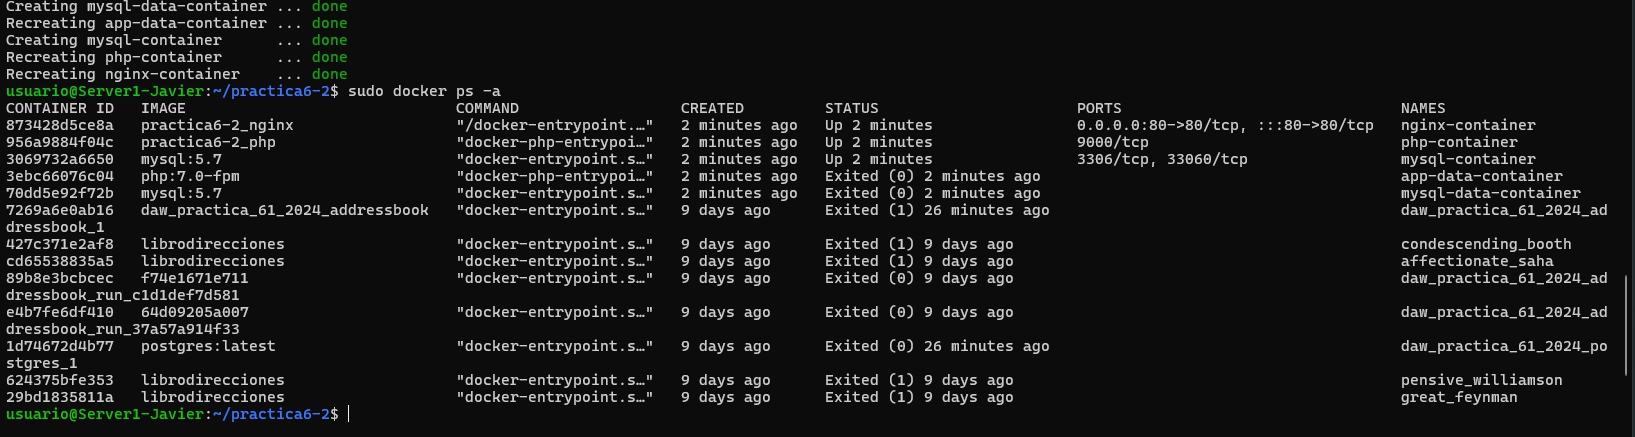 Creating mysql-data-container ... done
Recreating app-data-container ... done
Creating mysql-container      ... done
Recreating php-container      ... done
Recreating nginx-container    ... done
usuario@Server1-Javier:~/practica6-2$ sudo docker ps -a
CONTAINER ID   IMAGE                              COMMAND                  CREATED         STATUS                      PORTS                               NAMES
873428d5ce8a   practica6-2_nginx                  "/docker-entrypoint.…"   2 minutes ago   Up 2 minutes                0.0.0.0:80->80/tcp, :::80->80/tcp   nginx-container
956a9884f04c   practica6-2_php                    "docker-php-entrypoi…"   2 minutes ago   Up 2 minutes                9000/tcp                            php-container
3069732a6650   mysql:5.7                          "docker-entrypoint.s…"   2 minutes ago   Up 2 minutes                3306/tcp, 33060/tcp                 mysql-container
3ebc66076c04   php:7.0-fpm                        "docker-php-entrypoi…"   2 minutes ago   Exited (0) 2 minutes ago                                        app-data-container
70dd5e92f72b   mysql:5.7                          "docker-entrypoint.s…"   2 minutes ago   Exited (0) 2 minutes ago                                        mysql-data-container
7269a6e0ab16   daw_practica_61_2024_addressbook   "docker-entrypoint.s…"   9 days ago      Exited (1) 26 minutes ago                                       daw_practica_61_2024_ad
dressbook_1
427c371e2af8   librodirecciones                   "docker-entrypoint.s…"   9 days ago      Exited (1) 9 days ago                                           condescending_booth
cd65538835a5   librodirecciones                   "docker-entrypoint.s…"   9 days ago      Exited (1) 9 days ago                                           affectionate_saha
89b8e3bcbcec   f74e1671e711                       "docker-entrypoint.s…"   9 days ago      Exited (0) 9 days ago                                           daw_practica_61_2024_ad
dressbook_run_c1d1def7d581
e4b7fe6df410   64d09205a007                       "docker-entrypoint.s…"   9 days ago      Exited (0) 9 days ago                                           daw_practica_61_2024_ad
dressbook_run_37a57a914f33
1d74672d4b77   postgres:latest                    "docker-entrypoint.s…"   9 days ago      Exited (0) 26 minutes ago                                       daw_practica_61_2024_po
stgres_1
624375bfe353   librodirecciones                   "docker-entrypoint.s…"   9 days ago      Exited (1) 9 days ago                                           pensive_williamson
29bd1835811a   librodirecciones                   "docker-entrypoint.s…"   9 days ago      Exited (1) 9 days ago                                           great_feynman
usuario@Server1-Javier:~/practica6-2$